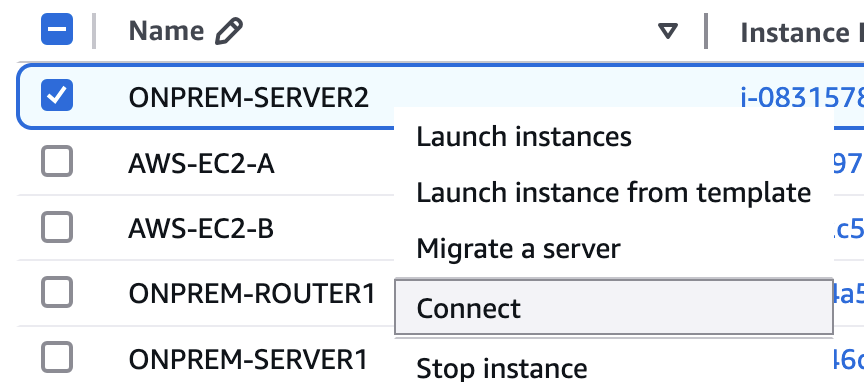 Name Instance
ONPREM-SERVER2 i-0831578
Launch instances
AWS-EC2-A 97
Launch instance from template
AWS-EC2-B c5
Migrate a server
ONPREM-ROUTER1 4a5
Connect
ONPREM-SERVER1 46
Stop instance